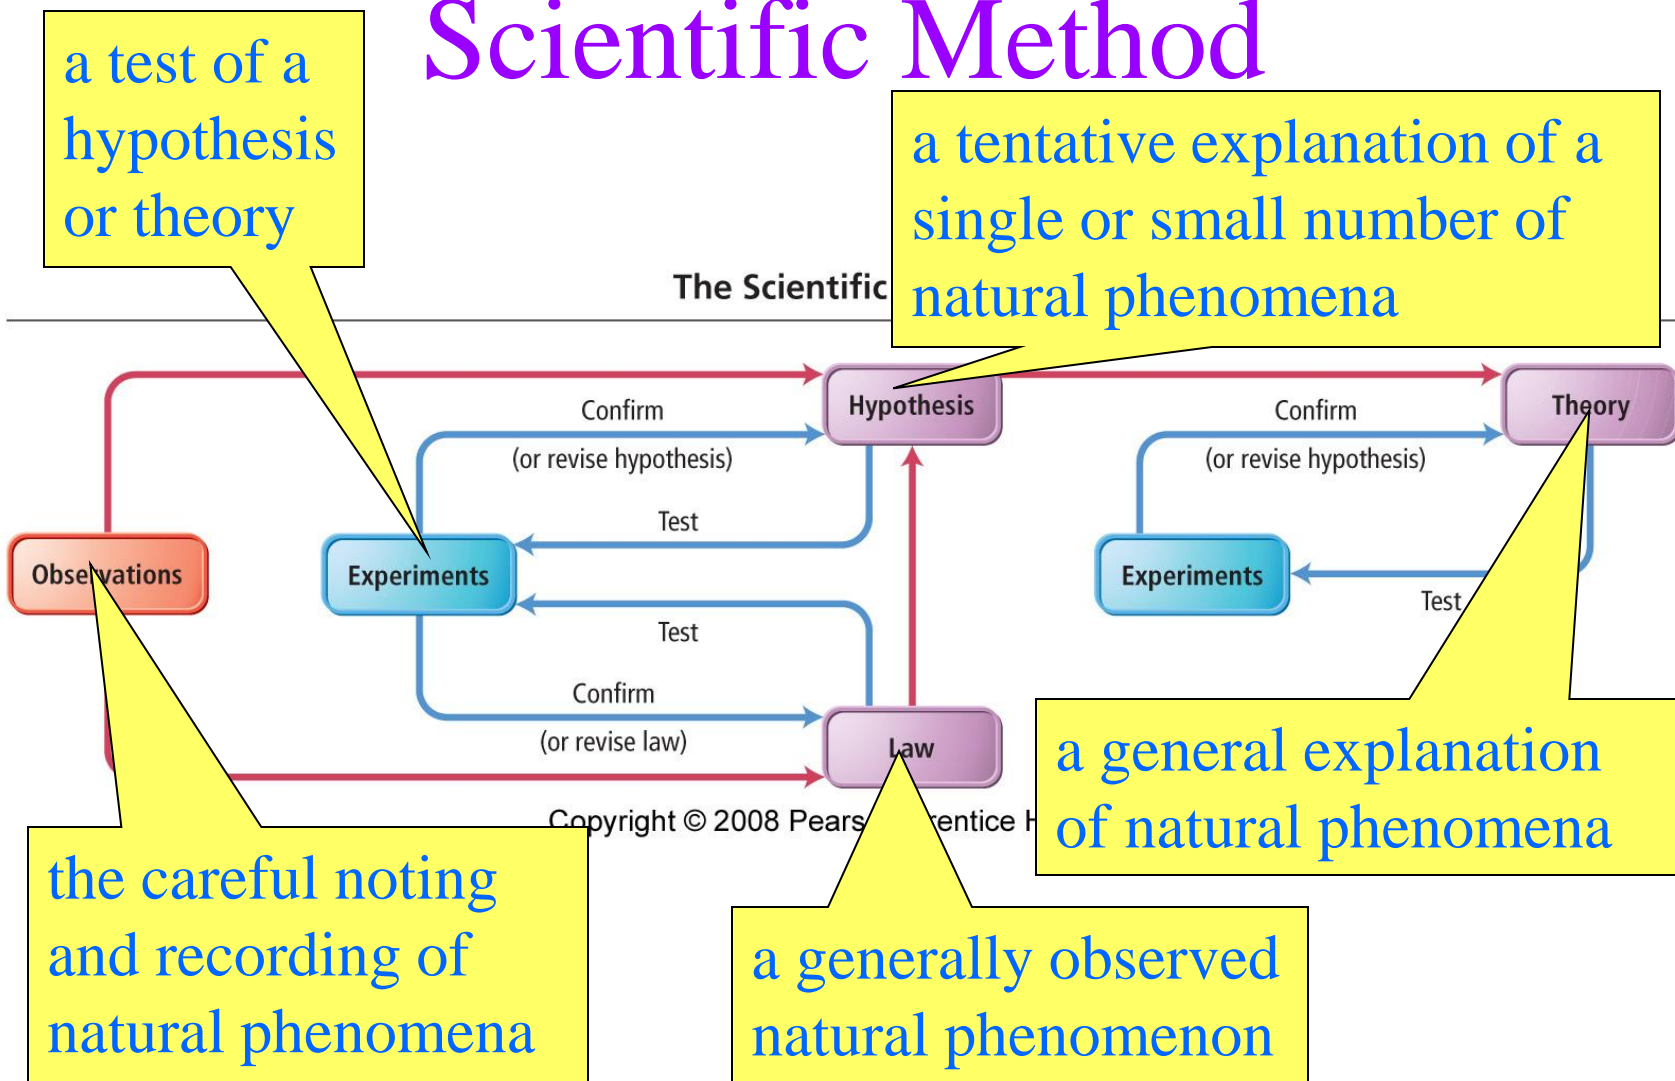 Scientific Method
a test of a
hypothesis
or theory
a tentative explanation of a
single or small number of
natural phenomena
The Scientific
Hypothesis
Theory
Confirm
(or revise hypothesis)
Confirm
(or revise hypothesis)
Test
Observations
Experiments
Experiments
Test
Test
Confirm
(or revise law)
Law
a general explanation
of natural phenomena
Copyright © 2008 Pears rentice H
the careful noting
and recording of
natural phenomena
a generally observed
natural phenomenon